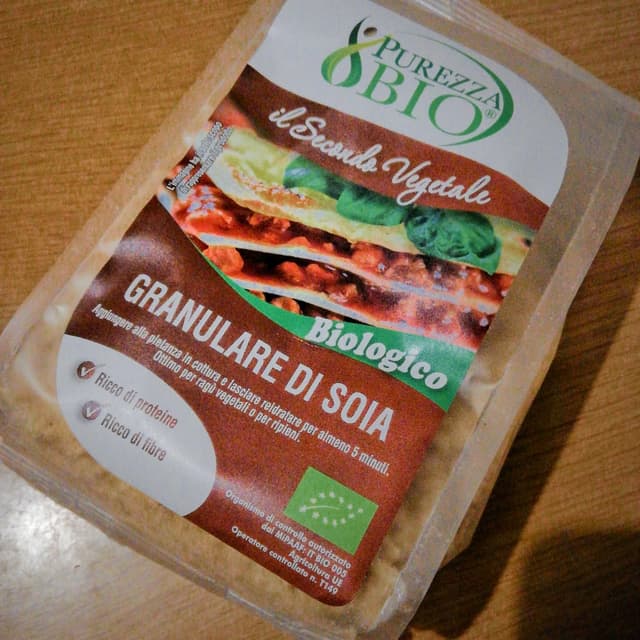 PUREZZA
BIO®
il Secondo Vegetale
Biologico
GRANULARE DI SOIA
Aggiungere alla pietanza in cottura e lasciare reidratare per almeno 5 minuti.
Ottimo per ragù vegetali o per ripieni.
Ricco di proteine
Ricco di fibre
Organismo di controllo autorizzato
dal MiPAAF. IT BIO 005
Agricoltura UE
Operatore controllato n. T149